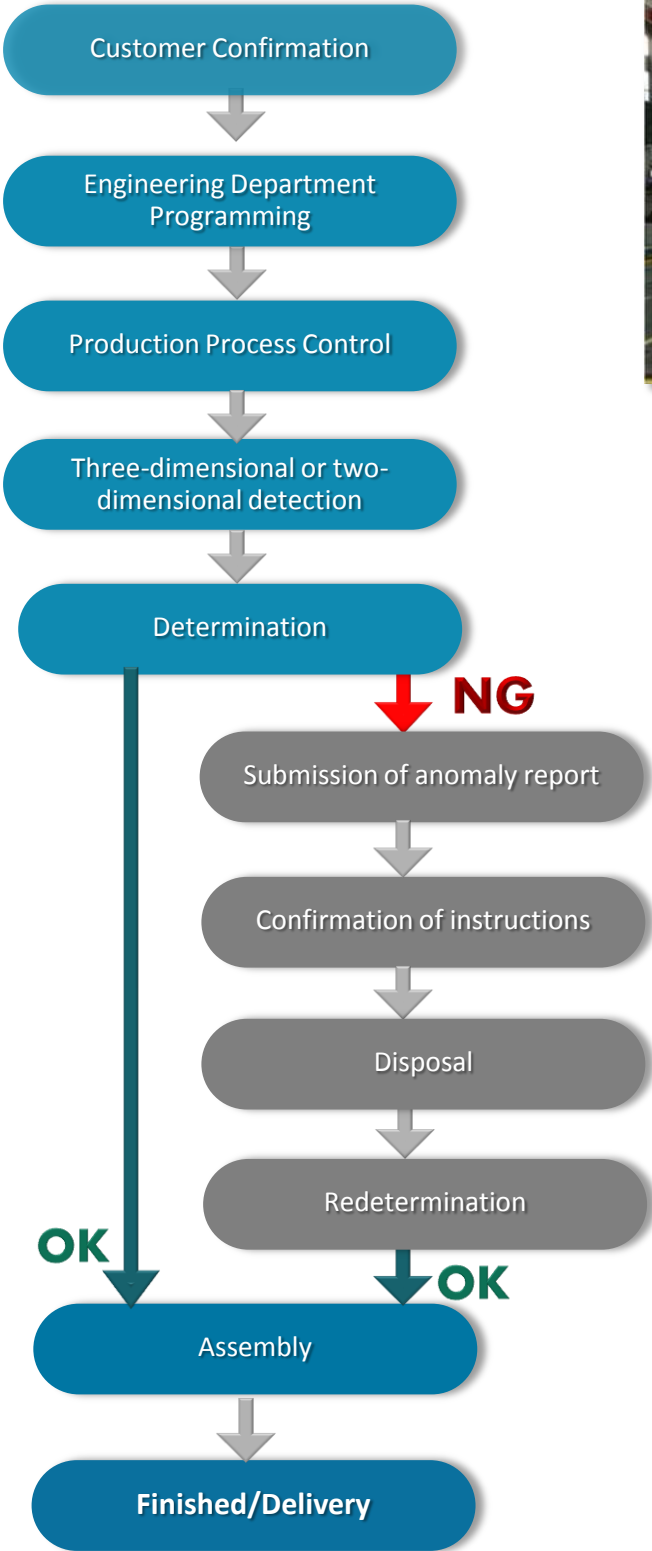 Customer Confirmation
Engineering Department
Programming
Production Process Control
Three-dimensional or two-
dimensional detection
Determination
NG
Submission of anomaly report
Confirmation of instructions
Disposal
Redetermination
OK
OK
Assembly
Finished/Delivery